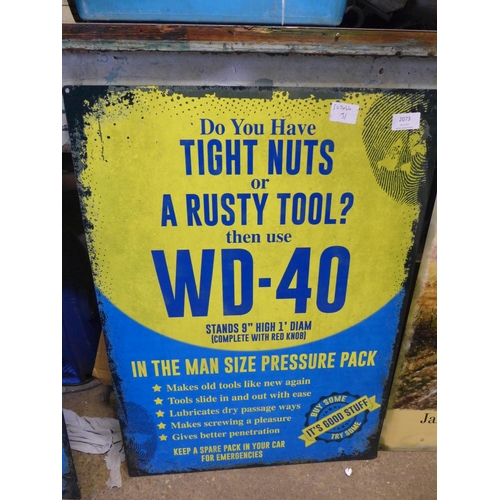 Do You Have
TIGHT NUTS
or
A RUSTY TOOL?
then use
WD-40
STANDS 9" HIGH 1' DIAM
(COMPLETE WITH RED KNOB)
IN THE MAN SIZE PRESSURE PACK
★ Makes old tools like new again
★ Tools slide in and out with ease
★ Lubricates dry passage ways
★ Makes screwing a pleasure
★ Gives better penetration
KEEP A SPARE PACK IN YOUR CAR
FOR EMERGENCIES
BUY SOME
IT'S GOOD STUFF
TRY SOME
Ja